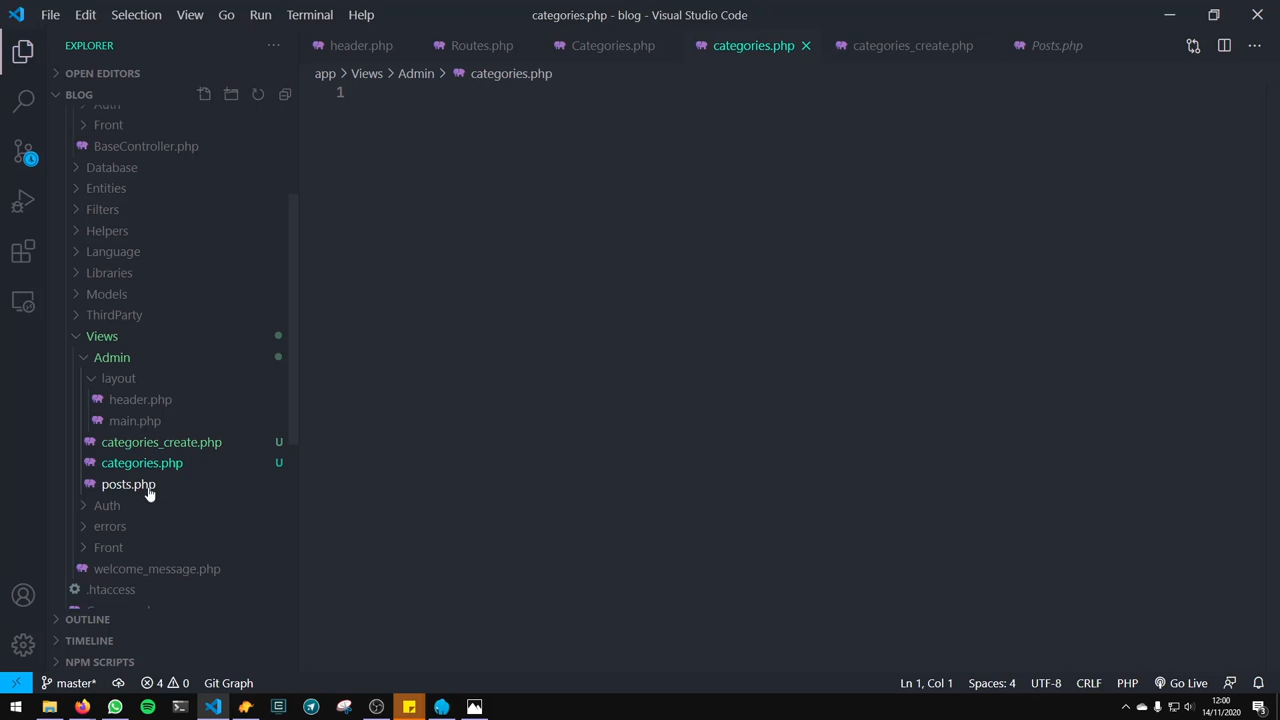 File Edit Selection View Go Run Terminal Help
categories.php - blog - Visual Studio Code
EXPLORER
header.php
Routes.php
Categories.php
categories.php
categories_create.php
Posts.php
app > Views > Admin > categories.php
1
OPEN EDITORS
BLOG
Auth
Front
BaseController.php
Database
Entities
Filters
Helpers
Language
Libraries
Models
ThirdParty
Views
Admin
layout
header.php
main.php
categories_create.php U
categories.php U
posts.php
Auth
errors
Front
welcome_message.php
.htaccess
OUTLINE
TIMELINE
NPM SCRIPTS
master* 4 0 Git Graph
Ln 1, Col 1 Spaces: 4 UTF-8 CRLF PHP Go Live
12:00
14/11/2020